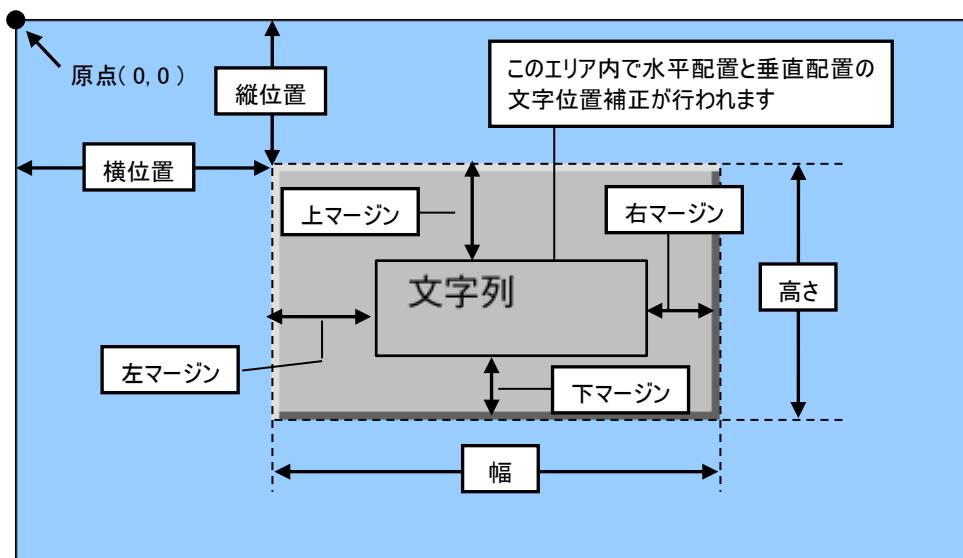 原点( 0, 0 )
縦位置
このエリア内で水平配置と垂直配置の
文字位置補正が行われます
横位置
上マージン
右マージン
文字列
高さ
左マージン
下マージン
幅